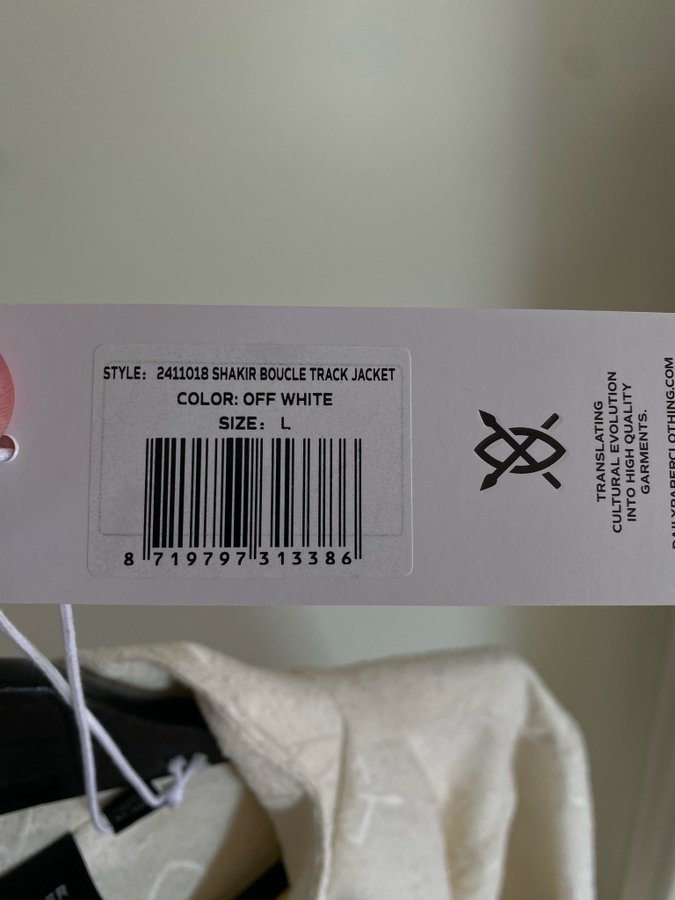 STYLE: 2411018 SHAKIR BOUCLE TRACK JACKET
COLOR: OFF WHITE
SIZE: L
8 719797 313386
TRANSLATING
CULTURAL EVOLUTION
INTO HIGH QUALITY
GARMENTS.
DAILYPAPERCLOTHING.COM